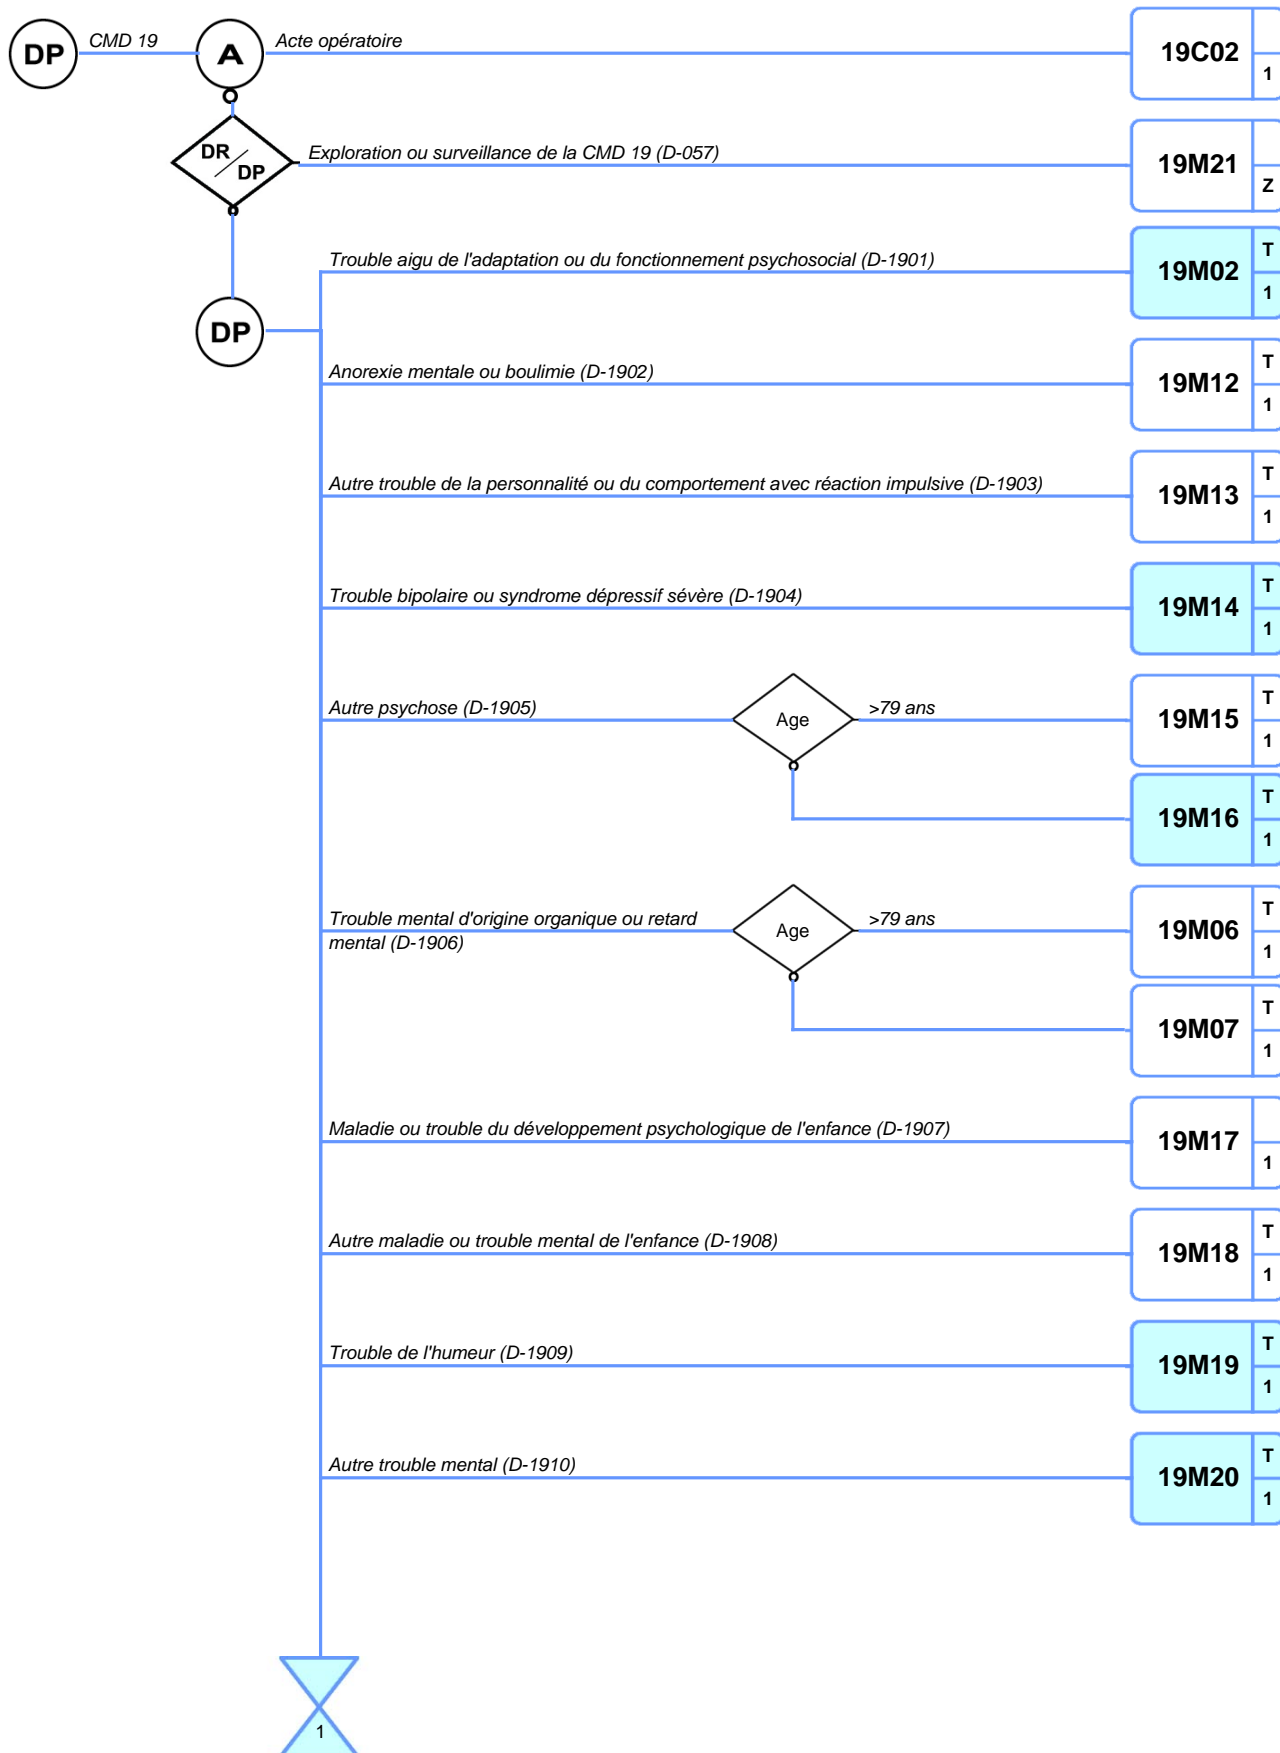 DP
CMD 19
A
Acte opératoire
19C02
1
DR
DP
Exploration ou surveillance de la CMD 19 (D-057)
19M21
Z
DP
Trouble aigu de l'adaptation ou du fonctionnement psychosocial (D-1901)
19M02
T
1
Anorexie mentale ou boulimie (D-1902)
19M12
T
1
Autre trouble de la personnalité ou du comportement avec réaction impulsive (D-1903)
19M13
T
1
Trouble bipolaire ou syndrome dépressif sévère (D-1904)
19M14
T
1
Autre psychose (D-1905)
Age
>79 ans
19M15
T
1
19M16
T
1
Trouble mental d'origine organique ou retard
mental (D-1906)
Age
>79 ans
19M06
T
1
19M07
T
1
Maladie ou trouble du développement psychologique de l'enfance (D-1907)
19M17
1
Autre maladie ou trouble mental de l'enfance (D-1908)
19M18
T
1
Trouble de l'humeur (D-1909)
19M19
T
1
Autre trouble mental (D-1910)
19M20
T
1
1